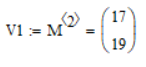 V1 := M^⟨2⟩ = (17
19)